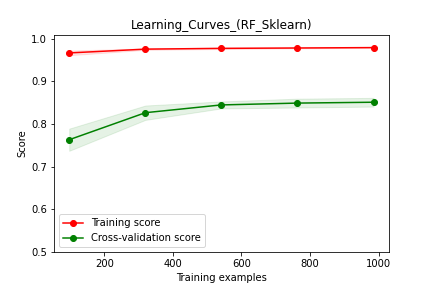 Learning_Curves_(RF_Sklearn)
1.0
0.9
0.8
0.7
0.6
0.5
Score
Training score
Cross-validation score
200
400
600
800
1000
Training examples